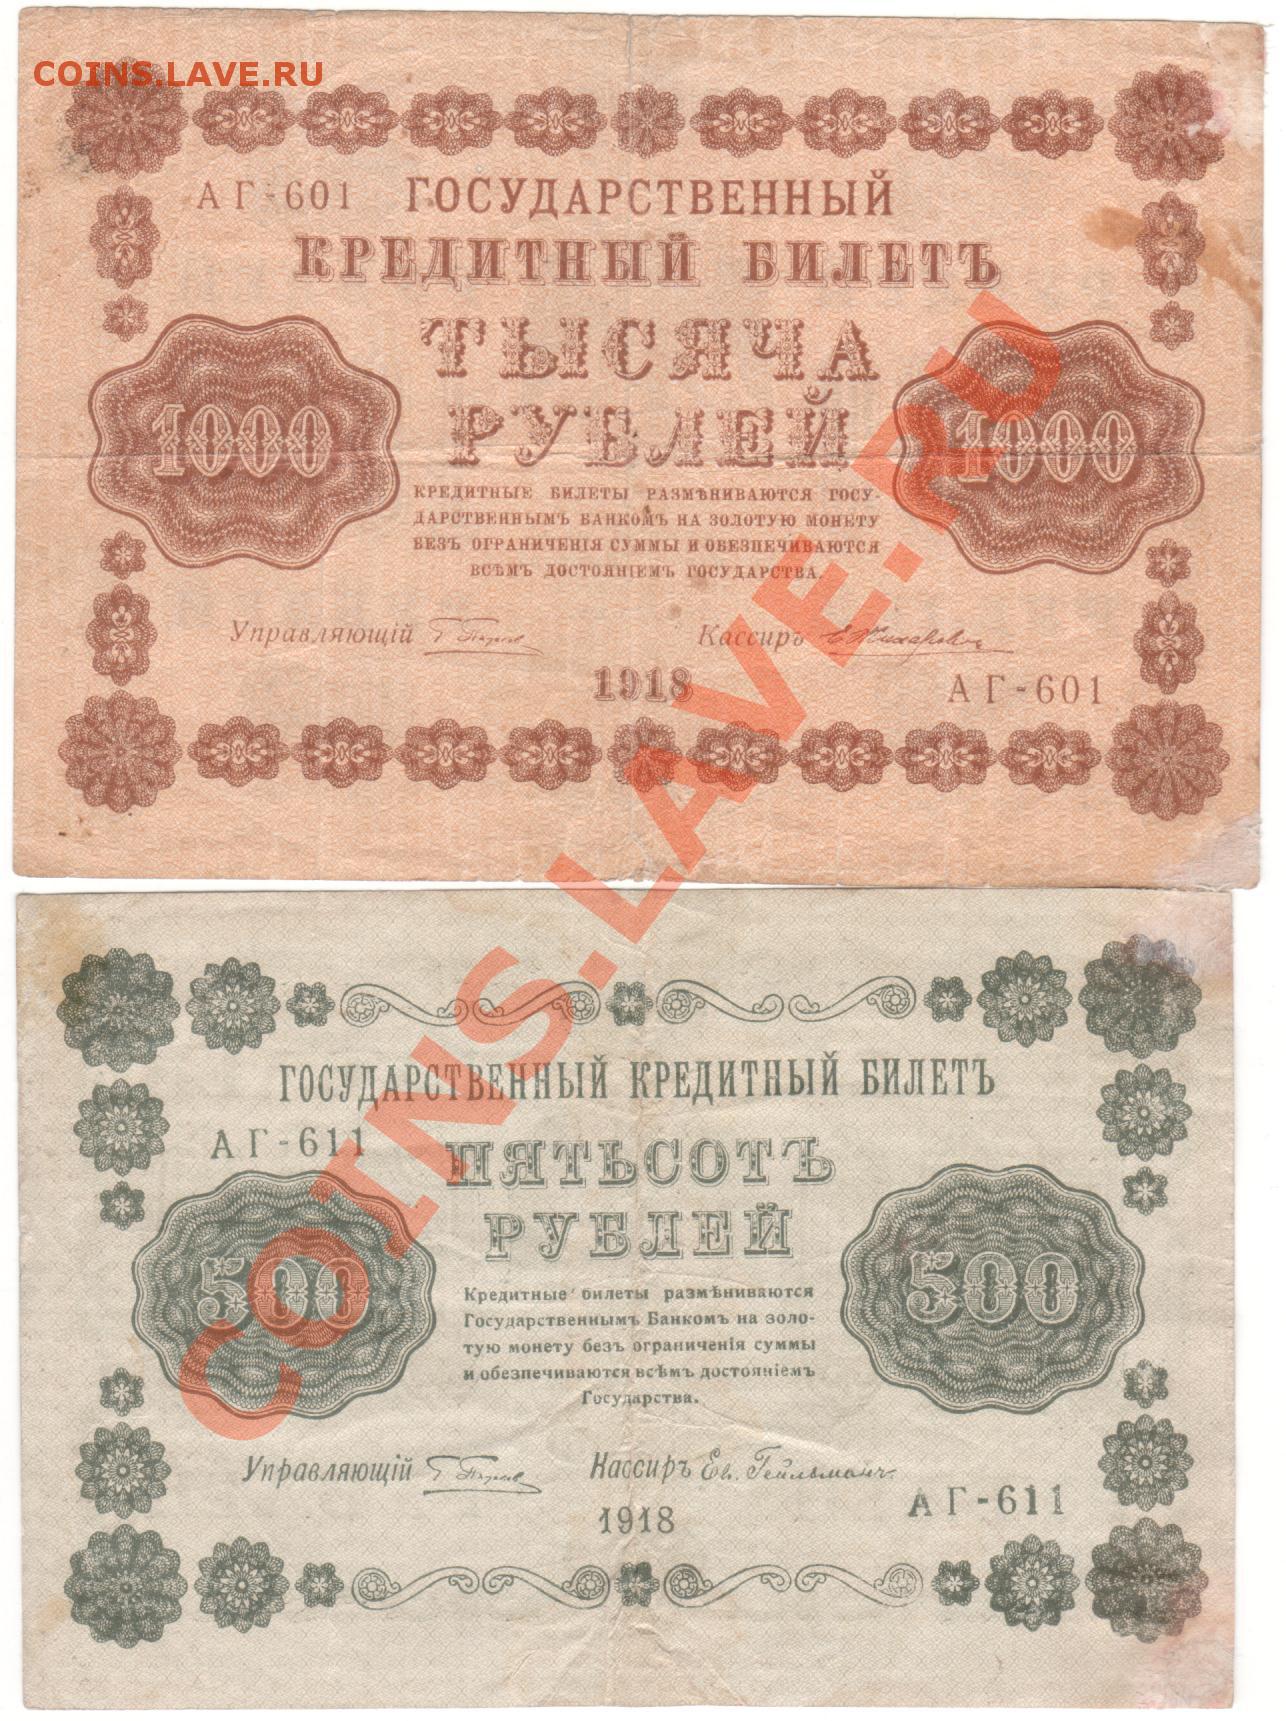 COINS.LAVE.RU
АГ-601 ГОСУДАРСТВЕННЫЙ
КРЕДИТНЫЙ БИЛЕТЪ
ТЫСЯЧА
РУБЛЕЙ
1000 1000
КРЕДИТНЫЕ БИЛЕТЫ РАЗМѢНИВАЮТСЯ ГОСУ-
ДАРСТВЕННЫМЪ БАНКОМЪ НА ЗОЛОТУЮ МОНЕТУ
БЕЗЪ ОГРАНИЧЕНІЯ СУММЫ И ОБЕЗПЕЧИВАЮТСЯ
ВСѢМЪ ДОСТОЯНІЕМЪ ГОСУДАРСТВА.
Управляющій Кассиръ
1918 АГ-601
COINS.LAVE.RU
ГОСУДАРСТВЕННЫЙ КРЕДИТНЫЙ БИЛЕТЪ
АГ-611
ПЯТЬСОТЪ
РУБЛЕЙ
500 500
Кредитные билеты размѣниваются
Государственнымъ Банкомъ на золо-
тую монету безъ ограниченія суммы
и обезпечиваются всѣмъ достояніемъ
Государства.
Управляющій Кассиръ Ев. Гейльманъ
1918 АГ-611